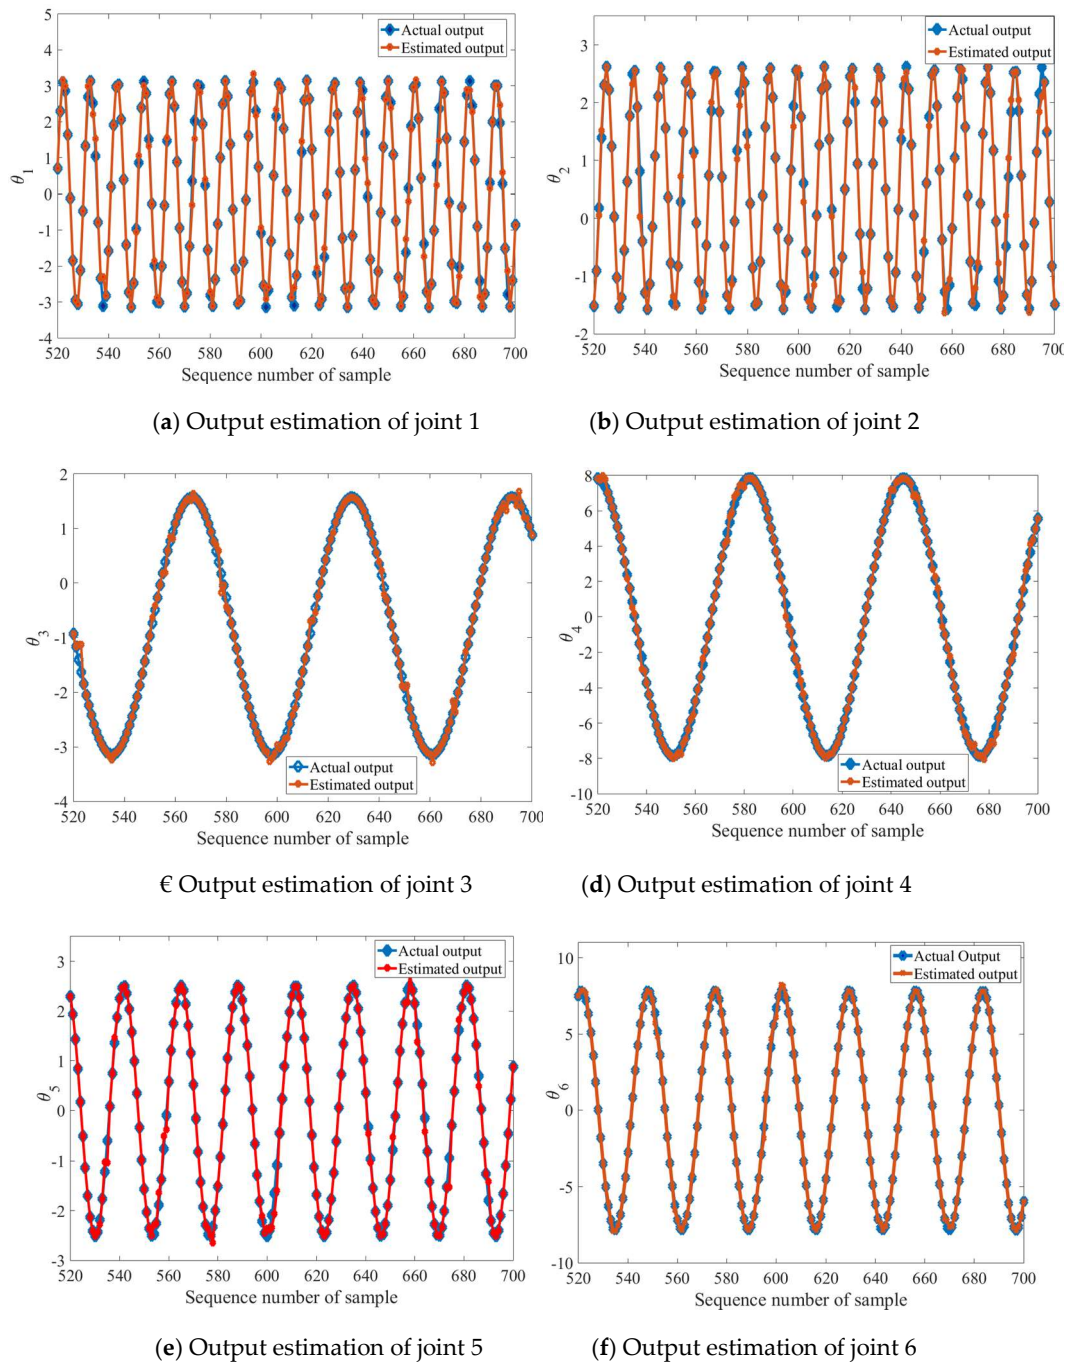 5
4
3
2
1
0
-1
-2
-3
-4
θ1
Actual output
Estimated output
520 540 560 580 600 620 640 660 680 700
Sequence number of sample
(a) Output estimation of joint 1
3
2
1
0
-1
-2
θ2
Actual output
Estimated output
520 540 560 580 600 620 640 660 680 700
Sequence number of sample
(b) Output estimation of joint 2
2
1
0
-1
-2
-3
-4
θ3
Actual output
Estimated output
520 540 560 580 600 620 640 660 680 700
Sequence number of sample
€ Output estimation of joint 3
8
6
4
2
0
-2
-4
-6
-8
-10
θ4
Actual output
Estimated output
520 540 560 580 600 620 640 660 680 700
Sequence number of sample
(d) Output estimation of joint 4
3
2
1
0
-1
-2
-3
θ5
Actual output
Estimated output
520 540 560 580 600 620 640 660 680 700
Sequence number of sample
(e) Output estimation of joint 5
10
5
0
-5
-10
θ6
Actual Output
Estimated output
520 540 560 580 600 620 640 660 680 700
Sequence number of sample
(f) Output estimation of joint 6